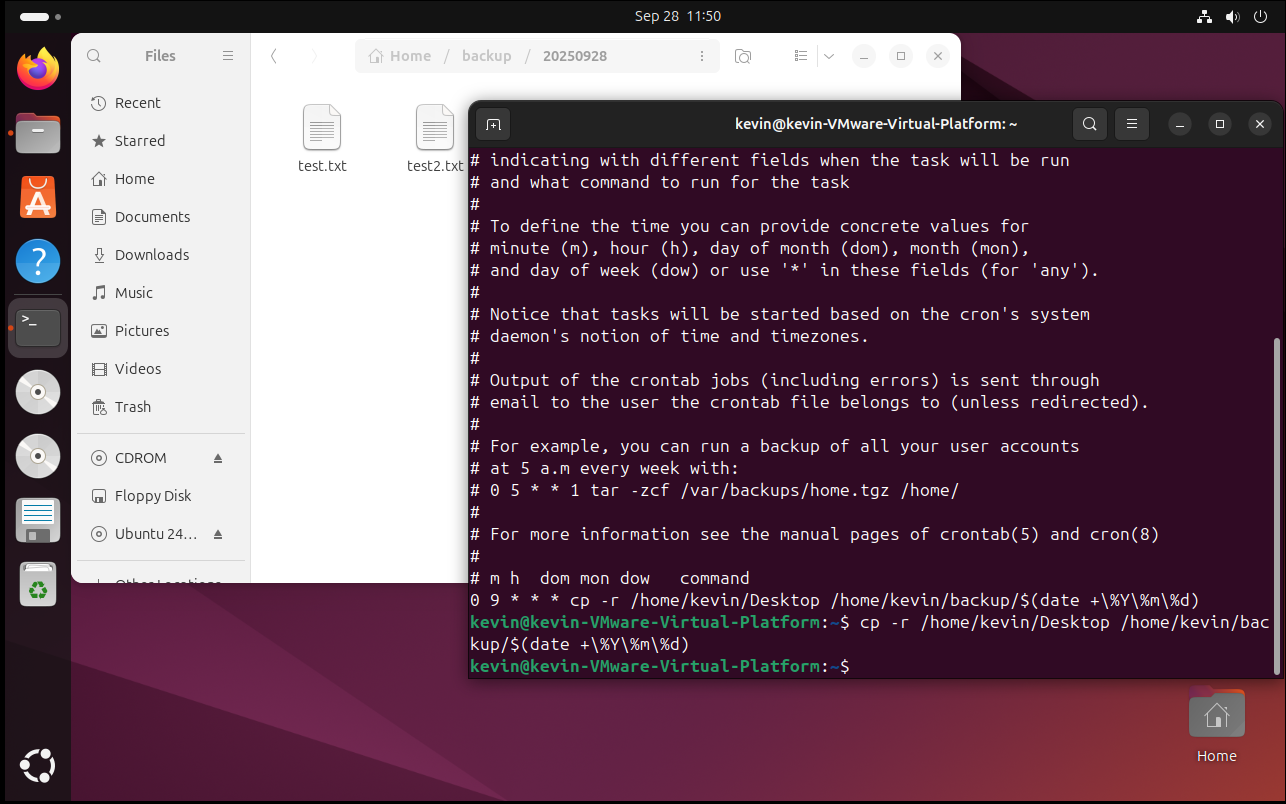 Sep 28 11:50
Files
Home / backup / 20250928
Recent
Starred
Home
Documents
Downloads
Music
Pictures
Videos
Trash
CDROM
Floppy Disk
Ubuntu 24…
Other Locations
test.txt
test2.txt
kevin@kevin-VMware-Virtual-Platform: ~
# indicating with different fields when the task will be run
# and what command to run for the task
#
# To define the time you can provide concrete values for
# minute (m), hour (h), day of month (dom), month (mon),
# and day of week (dow) or use '*' in these fields (for 'any').
#
# Notice that tasks will be started based on the cron's system
# daemon's notion of time and timezones.
#
# Output of the crontab jobs (including errors) is sent through
# email to the user the crontab file belongs to (unless redirected).
#
# For example, you can run a backup of all your user accounts
# at 5 a.m every week with:
# 0 5 * * 1 tar -zcf /var/backups/home.tgz /home/
#
# For more information see the manual pages of crontab(5) and cron(8)
#
# m h  dom mon dow   command
0 9 * * * cp -r /home/kevin/Desktop /home/kevin/backup/$(date +\%Y\%m\%d)
kevin@kevin-VMware-Virtual-Platform:~$ cp -r /home/kevin/Desktop /home/kevin/bac
kup/$(date +\%Y\%m\%d)
kevin@kevin-VMware-Virtual-Platform:~$
Home